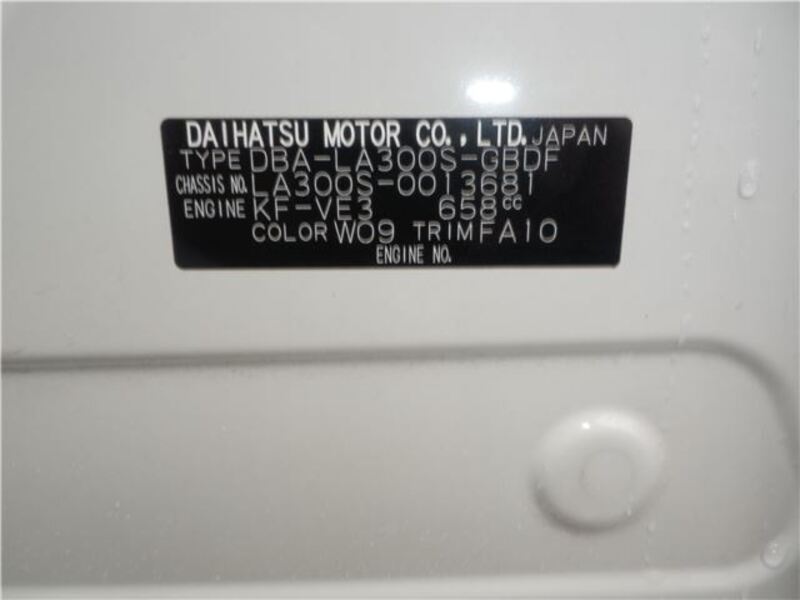 DAIHATSU MOTOR CO., LTD. JAPAN
TYPE DBA-LA300S-GBDF
CHASSIS NO. LA300S-0013681
ENGINE KF-VE3 658cc
COLOR W09 TRIM FA10
ENGINE NO.